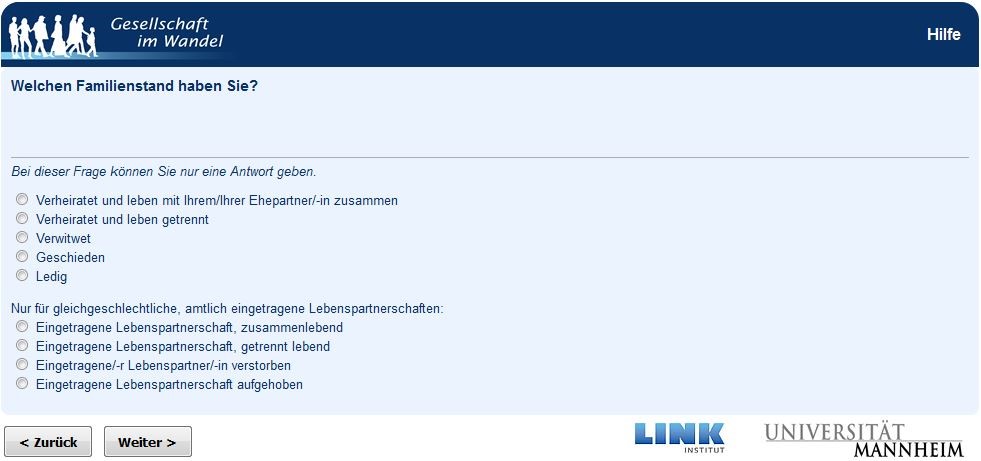 Gesellschaft
im Wandel
Hilfe
Welchen Familienstand haben Sie?
Bei dieser Frage können Sie nur eine Antwort geben.
Verheiratet und leben mit Ihrem/Ihrer Ehepartner/-in zusammen
Verheiratet und leben getrennt
Verwitwet
Geschieden
Ledig
Nur für gleichgeschlechtliche, amtlich eingetragene Lebenspartnerschaften:
Eingetragene Lebenspartnerschaft, zusammenlebend
Eingetragene Lebenspartnerschaft, getrennt lebend
Eingetragene/-r Lebenspartner/-in verstorben
Eingetragene Lebenspartnerschaft aufgehoben
< Zurück
Weiter >
LINK
INSTITUT
UNIVERSITÄT
MANNHEIM